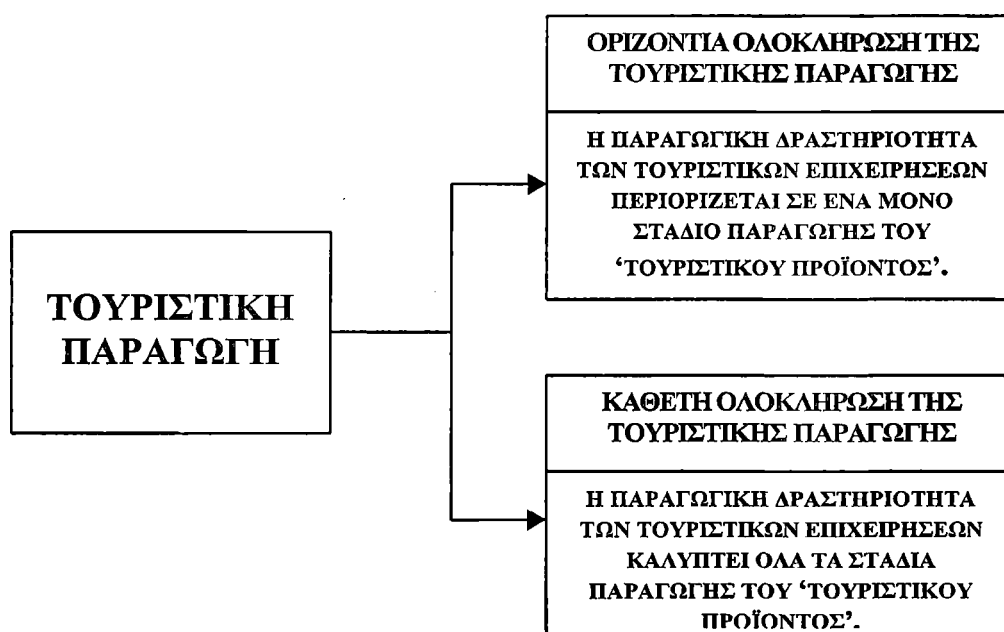 ΤΟΥΡΙΣΤΙΚΗ
ΠΑΡΑΓΩΓΗ
ΟΡΙΖΟΝΤΙΑ ΟΛΟΚΛΗΡΩΣΗ ΤΗΣ
ΤΟΥΡΙΣΤΙΚΗΣ ΠΑΡΑΓΩΓΗΣ
Η ΠΑΡΑΓΩΓΙΚΗ ΔΡΑΣΤΗΡΙΟΤΗΤΑ
ΤΩΝ ΤΟΥΡΙΣΤΙΚΩΝ ΕΠΙΧΕΙΡΗΣΕΩΝ
ΠΕΡΙΟΡΙΖΕΤΑΙ ΣΕ ΕΝΑ ΜΟΝΟ
ΣΤΑΔΙΟ ΠΑΡΑΓΩΓΗΣ ΤΟΥ
‘ΤΟΥΡΙΣΤΙΚΟΥ ΠΡΟΪΟΝΤΟΣ’.
ΚΑΘΕΤΗ ΟΛΟΚΛΗΡΩΣΗ ΤΗΣ
ΤΟΥΡΙΣΤΙΚΗΣ ΠΑΡΑΓΩΓΗΣ
Η ΠΑΡΑΓΩΓΙΚΗ ΔΡΑΣΤΗΡΙΟΤΗΤΑ
ΤΩΝ ΤΟΥΡΙΣΤΙΚΩΝ ΕΠΙΧΕΙΡΗΣΕΩΝ
ΚΑΛΥΠΤΕΙ ΟΛΑ ΤΑ ΣΤΑΔΙΑ
ΠΑΡΑΓΩΓΗΣ ΤΟΥ ‘ΤΟΥΡΙΣΤΙΚΟΥ
ΠΡΟΪΟΝΤΟΣ’.